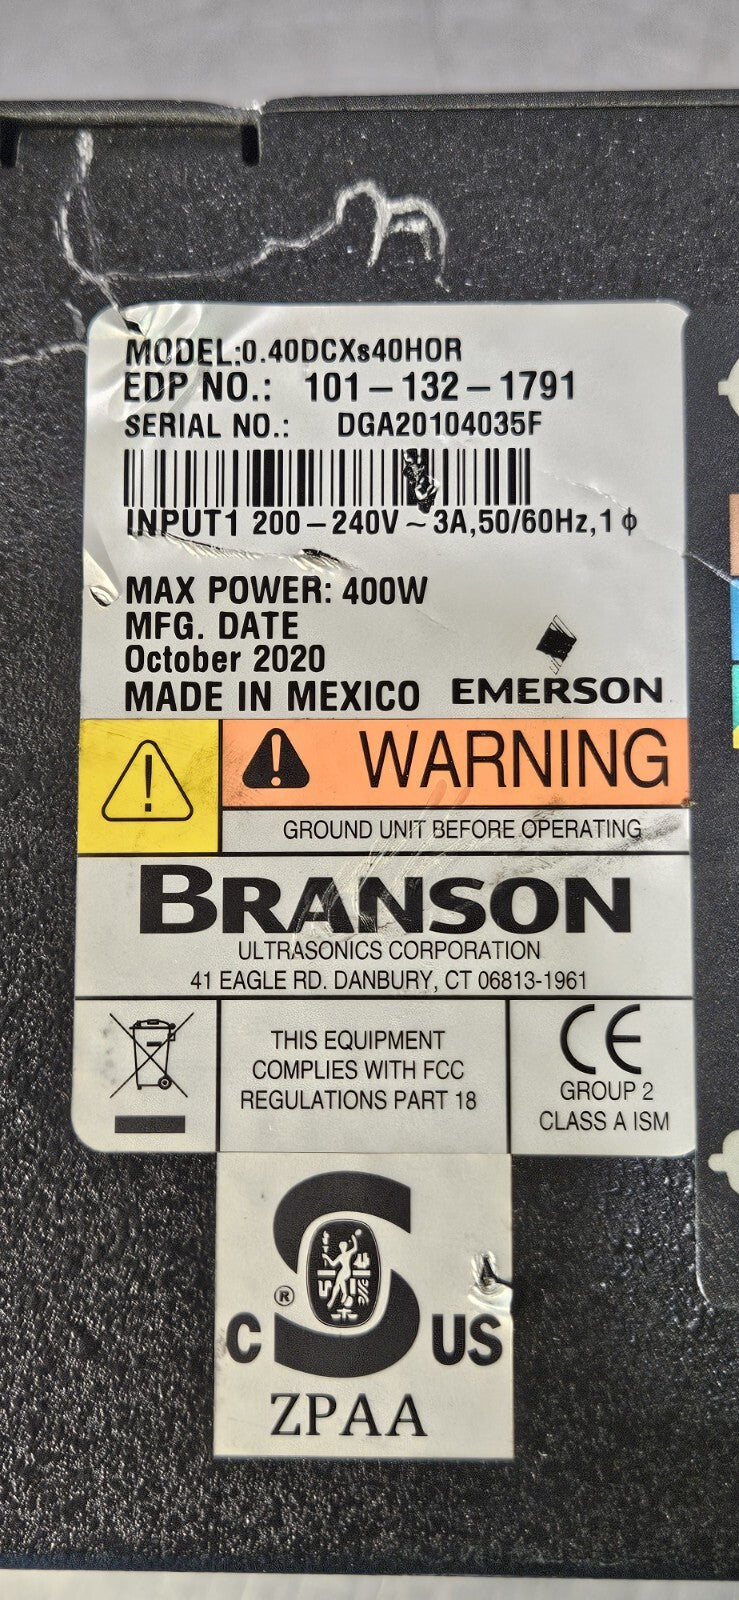 MODEL:0.40DCXs40HOR
EDP NO.: 101-132-1791
SERIAL NO.: DGA20104035F
INPUT1 200-240V~3A,50/60Hz,1ϕ
MAX POWER: 400W
MFG. DATE
October 2020
MADE IN MEXICO EMERSON
WARNING
GROUND UNIT BEFORE OPERATING
BRANSON
ULTRASONICS CORPORATION
41 EAGLE RD. DANBURY, CT 06813-1961
THIS EQUIPMENT
COMPLIES WITH FCC
REGULATIONS PART 18
CE
GROUP 2
CLASS A ISM
®
C S US
ZPAA